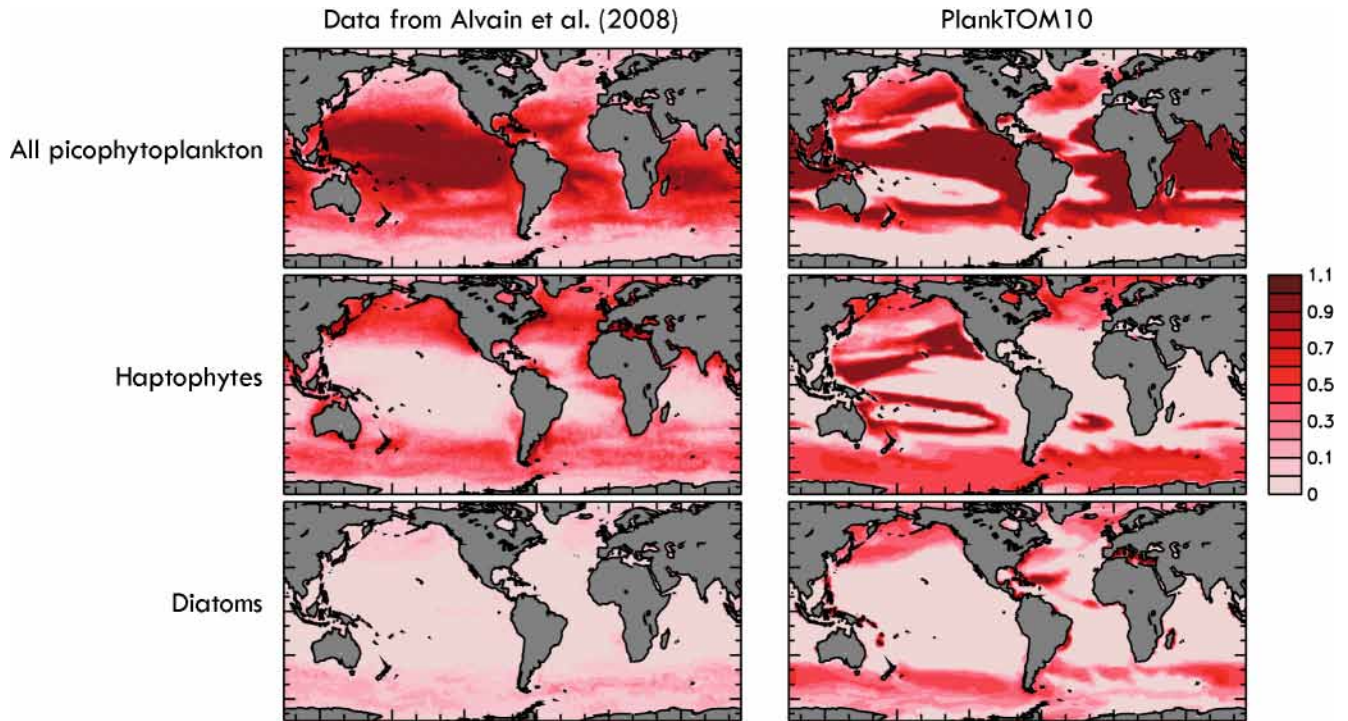 Data from Alvain et al. (2008)
PlankTOM10
All picophytoplankton
Haptophytes
Diatoms
1.1
0.9
0.7
0.5
0.3
0.1
0